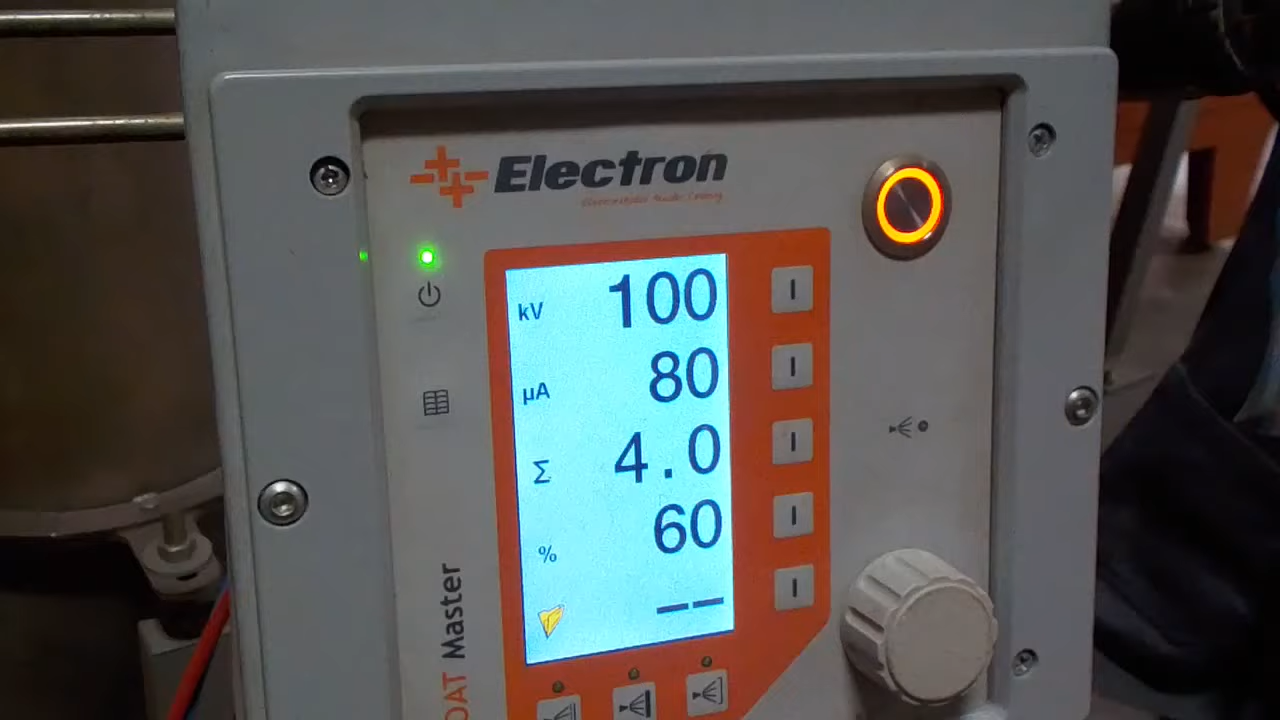 Electron
kV 100
µA 80
Σ 4.0
% 60
--
OAT Master